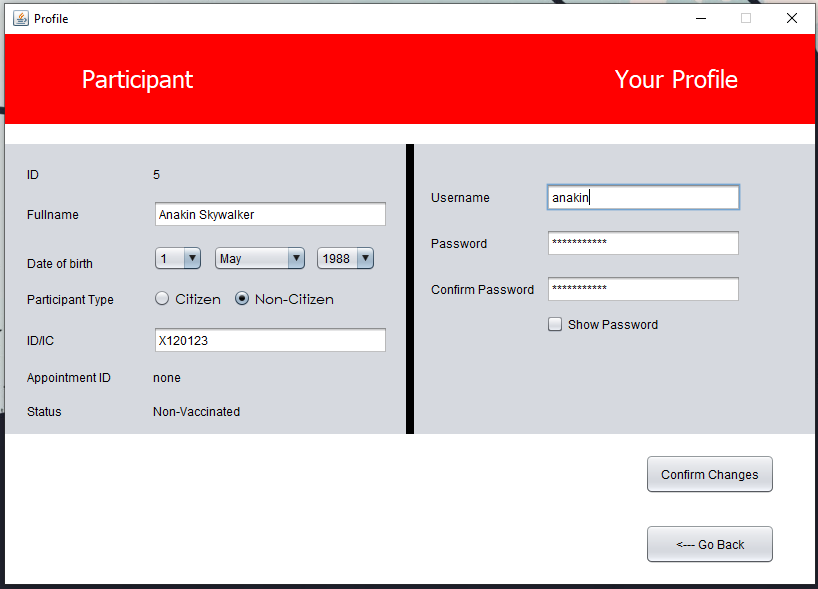 Profile
Participant
Your Profile
ID 5
Fullname Anakin Skywalker
Date of birth 1 May 1988
Participant Type Citizen Non-Citizen
ID/IC X120123
Appointment ID none
Status Non-Vaccinated
Username anakin
Password ***********
Confirm Password ***********
Show Password
Confirm Changes
<--- Go Back